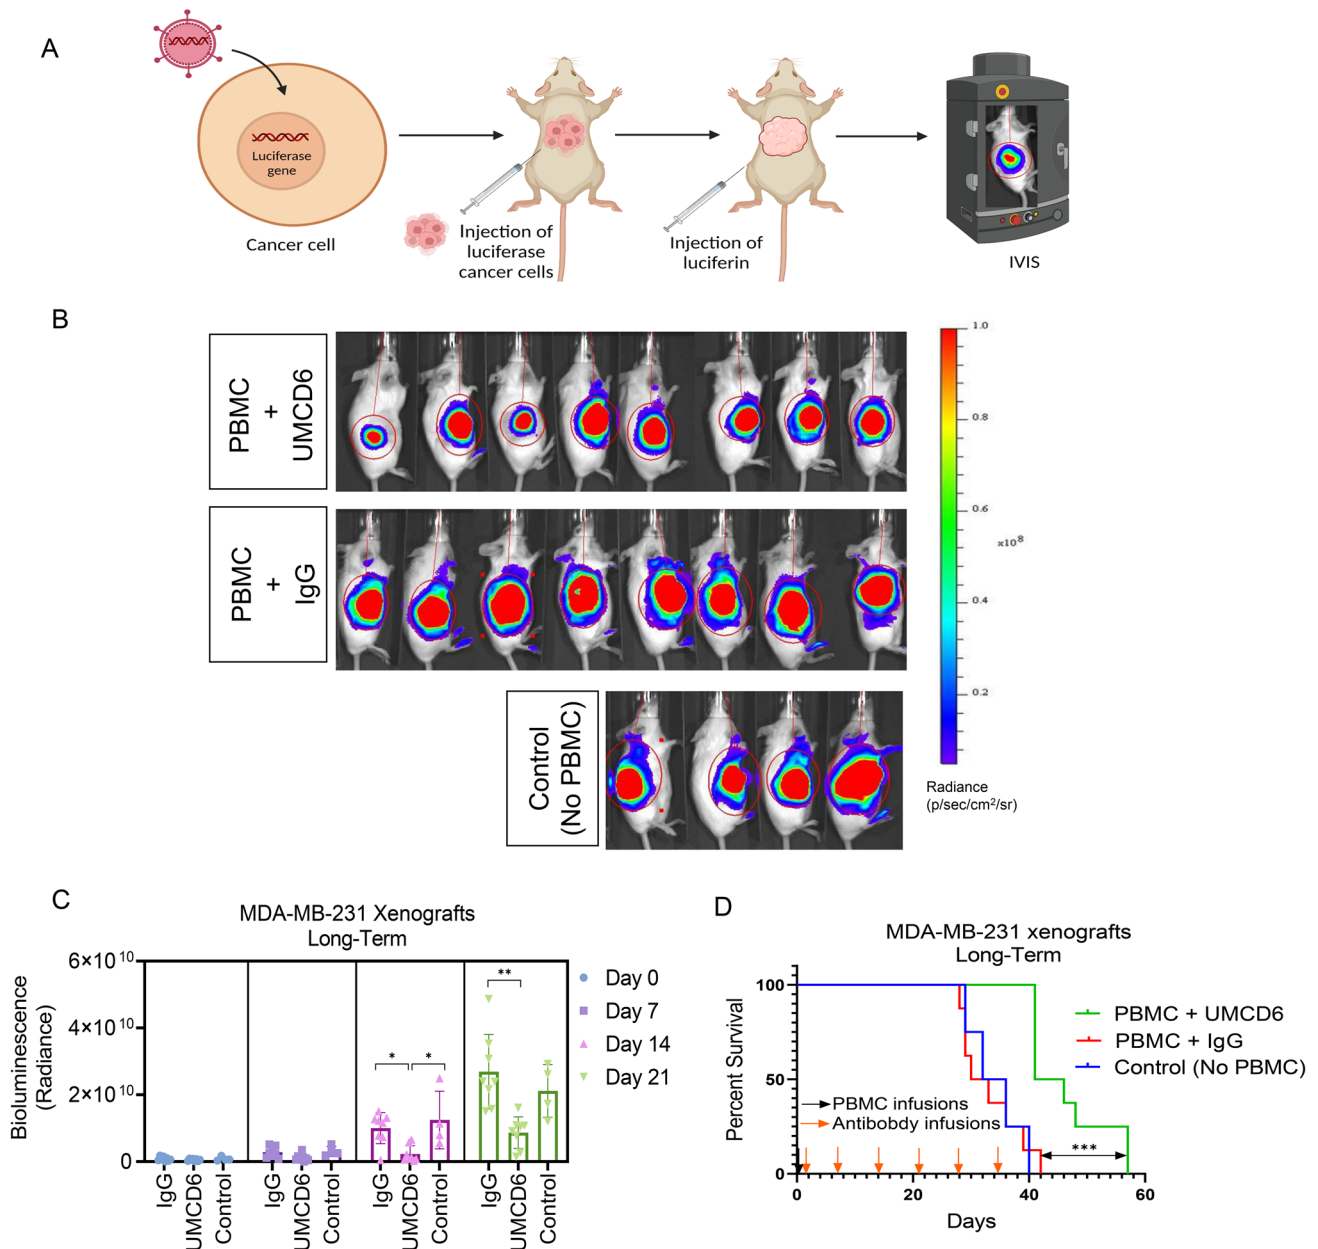 A
Luciferase
gene
Cancer cell
Injection of
luciferase
cancer cells
Injection of
luciferin
IVIS
B
PBMC
+
UMCD6
PBMC
+
IgG
Control
(No PBMC)
1.0
0.8
0.6
x10⁸
0.4
0.2
Radiance
(p/sec/cm²/sr)
C
MDA-MB-231 Xenografts
Long-Term
Bioluminescence
(Radiance)
6×10¹⁰
4×10¹⁰
2×10¹⁰
0
*
*
**
IgG
UMCD6
Control
IgG
UMCD6
Control
IgG
UMCD6
Control
IgG
UMCD6
Control
Day 0
Day 7
Day 14
Day 21
D
MDA-MB-231 xenografts
Long-Term
Percent Survival
100
50
0
PBMC + UMCD6
PBMC + IgG
Control (No PBMC)
PBMC infusions
Antibobdy infusions
***
0 20 40 60
Days